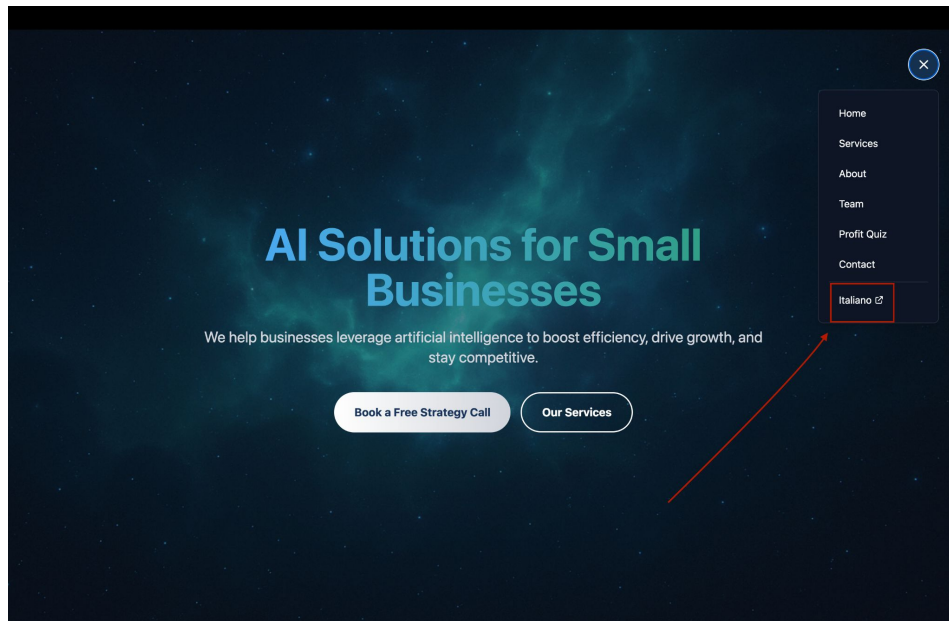 Home
Services
About
Team
Profit Quiz
Contact
Italiano
AI Solutions for Small
Businesses
We help businesses leverage artificial intelligence to boost efficiency, drive growth, and
stay competitive.
Book a Free Strategy Call
Our Services